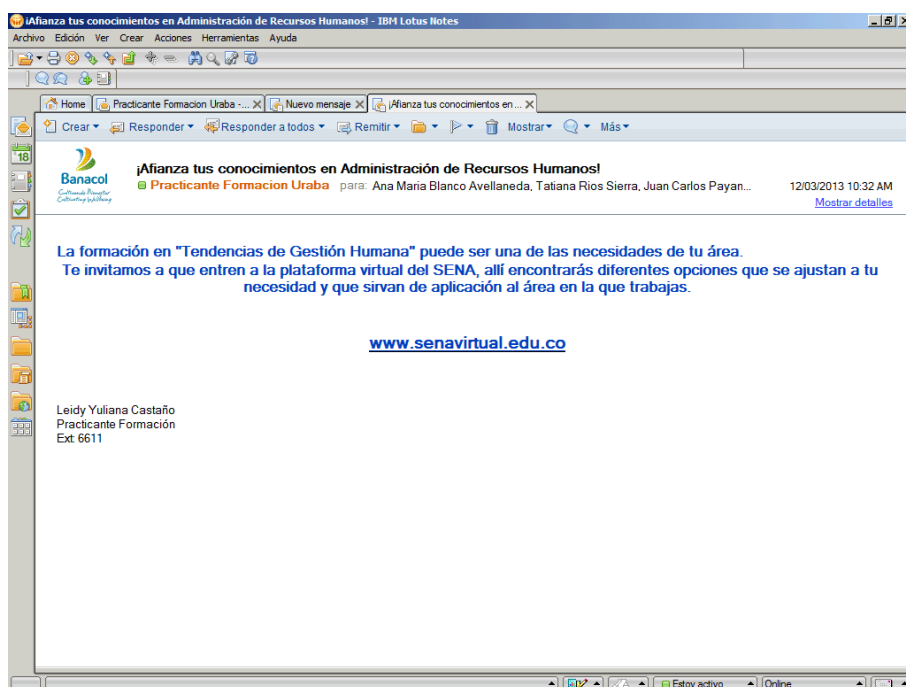 ¡Afianza tus conocimientos en Administración de Recursos Humanos! - IBM Lotus Notes
Archivo Edición Ver Crear Acciones Herramientas Ayuda
Home Practicante Formacion Uraba -... Nuevo mensaje ¡Afianza tus conocimientos en ...
Crear Responder Responder a todos Remitir Mostrar Más
18
Banacol
Cultivando Bienestar
Cultivating Wellbeing
¡Afianza tus conocimientos en Administración de Recursos Humanos!
Practicante Formacion Uraba para: Ana Maria Blanco Avellaneda, Tatiana Rios Sierra, Juan Carlos Payan... 12/03/2013 10:32 AM
Mostrar detalles
La formación en "Tendencias de Gestión Humana" puede ser una de las necesidades de tu área.
Te invitamos a que entren a la plataforma virtual del SENA, allí encontrarás diferentes opciones que se ajustan a tu
necesidad y que sirvan de aplicación al área en la que trabajas.
www.senavirtual.edu.co
Leidy Yuliana Castaño
Practicante Formación
Ext: 6611
Estoy activo Online